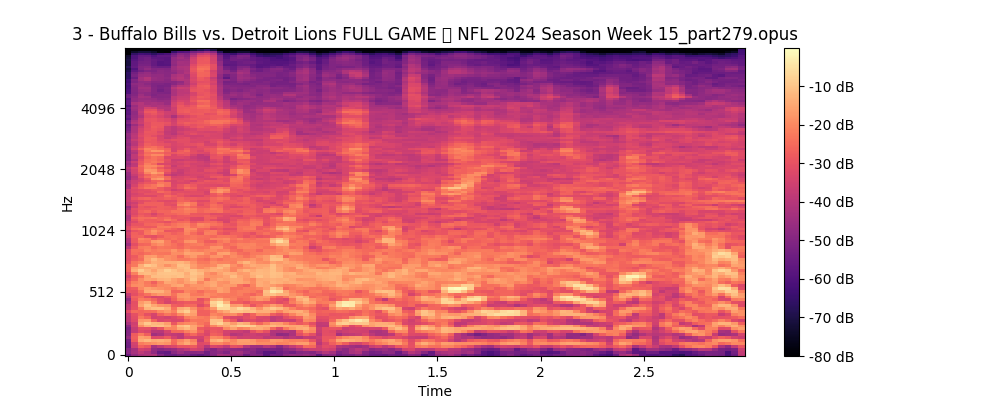 3 - Buffalo Bills vs. Detroit Lions FULL GAME ▯ NFL 2024 Season Week 15_part279.opus
4096
2048
1024
512
0
Hz
0
0.5
1
1.5
2
2.5
Time
-10 dB
-20 dB
-30 dB
-40 dB
-50 dB
-60 dB
-70 dB
-80 dB